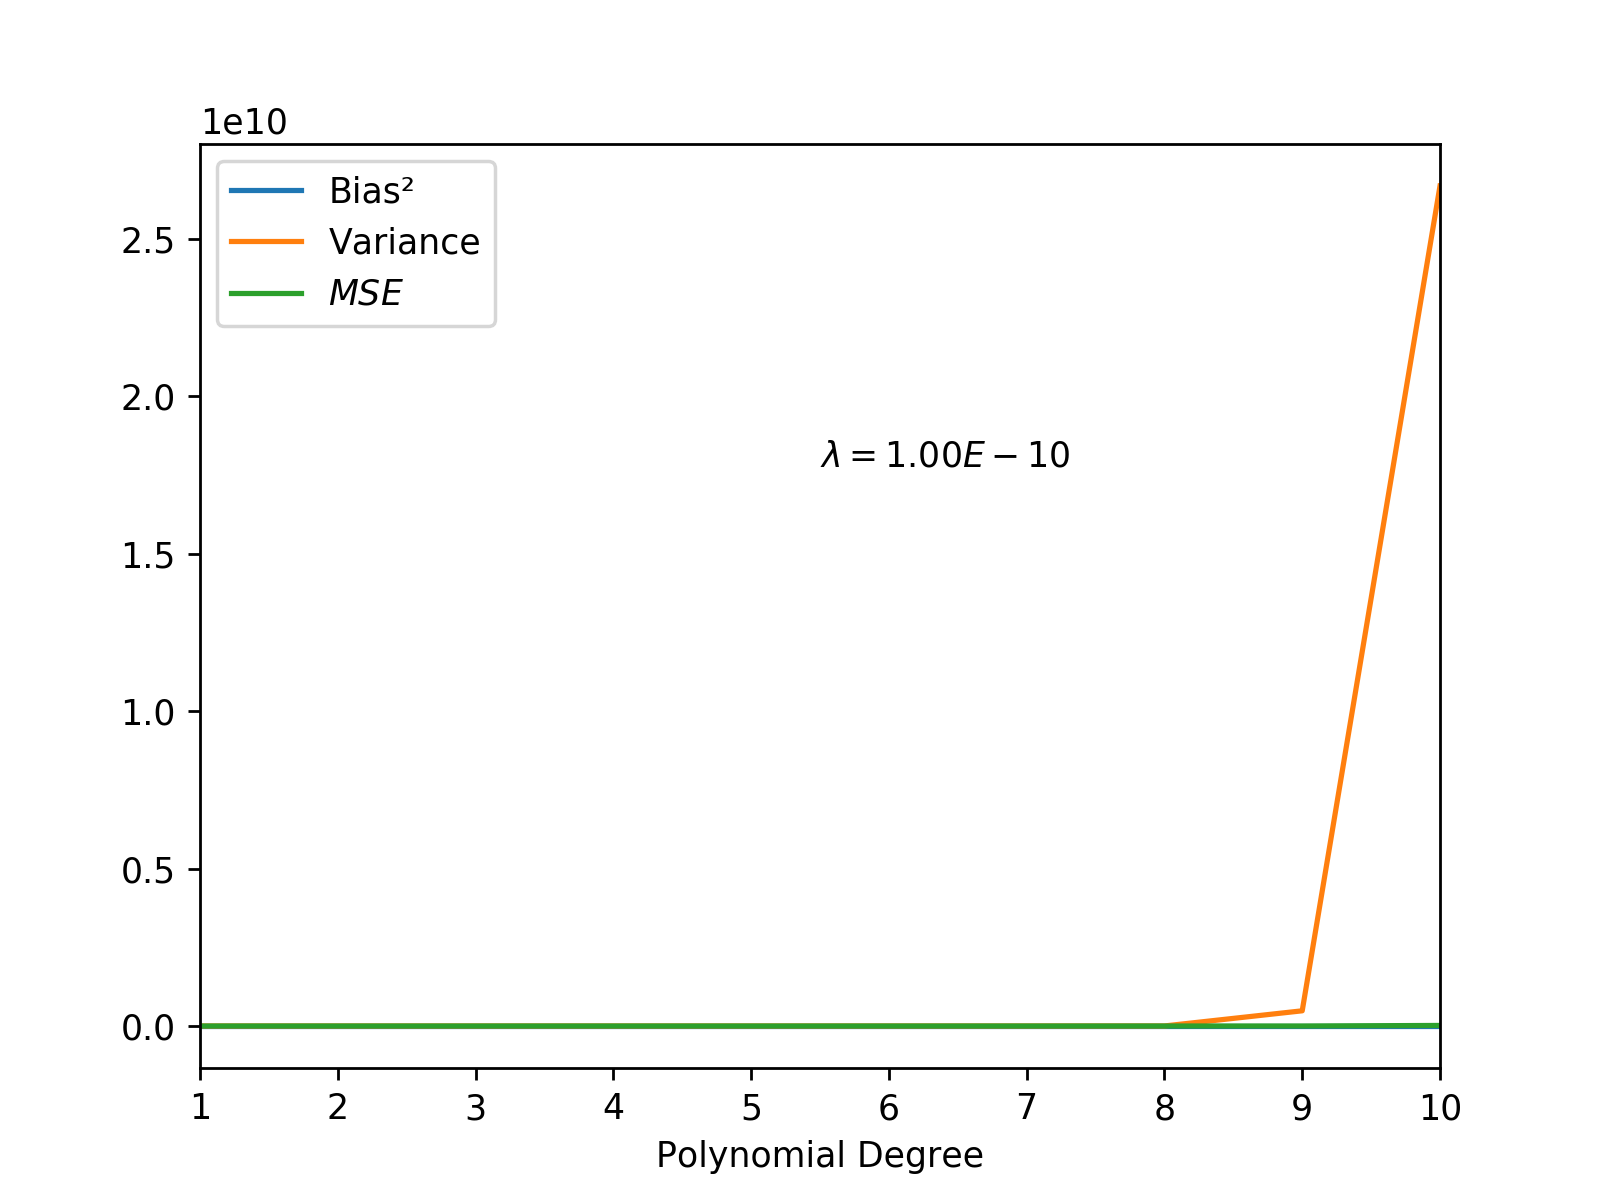 1e10
Bias²
Variance
MSE
2.5
2.0
λ = 1.00E − 10
1.5
1.0
0.5
0.0
1 2 3 4 5 6 7 8 9 10
Polynomial Degree